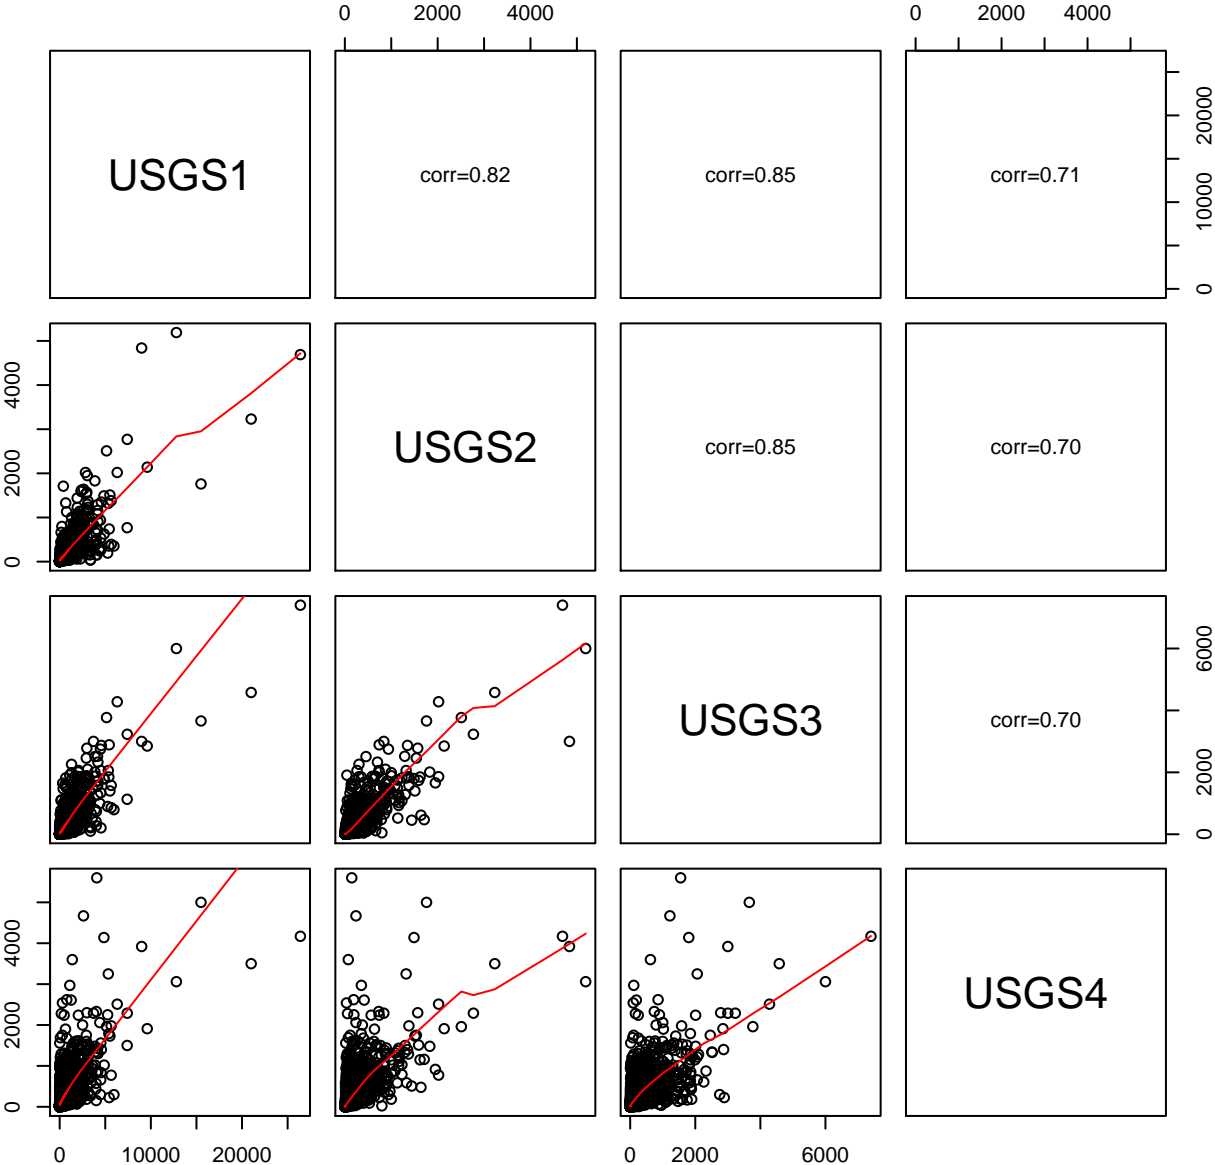 0 2000 4000 0 2000 4000
USGS1 corr=0.82 corr=0.85 corr=0.71
0 10000 20000
0 2000 4000
USGS2 corr=0.85 corr=0.70
USGS3 corr=0.70
0 2000 6000
0 2000 4000
USGS4
0 10000 20000 0 2000 6000